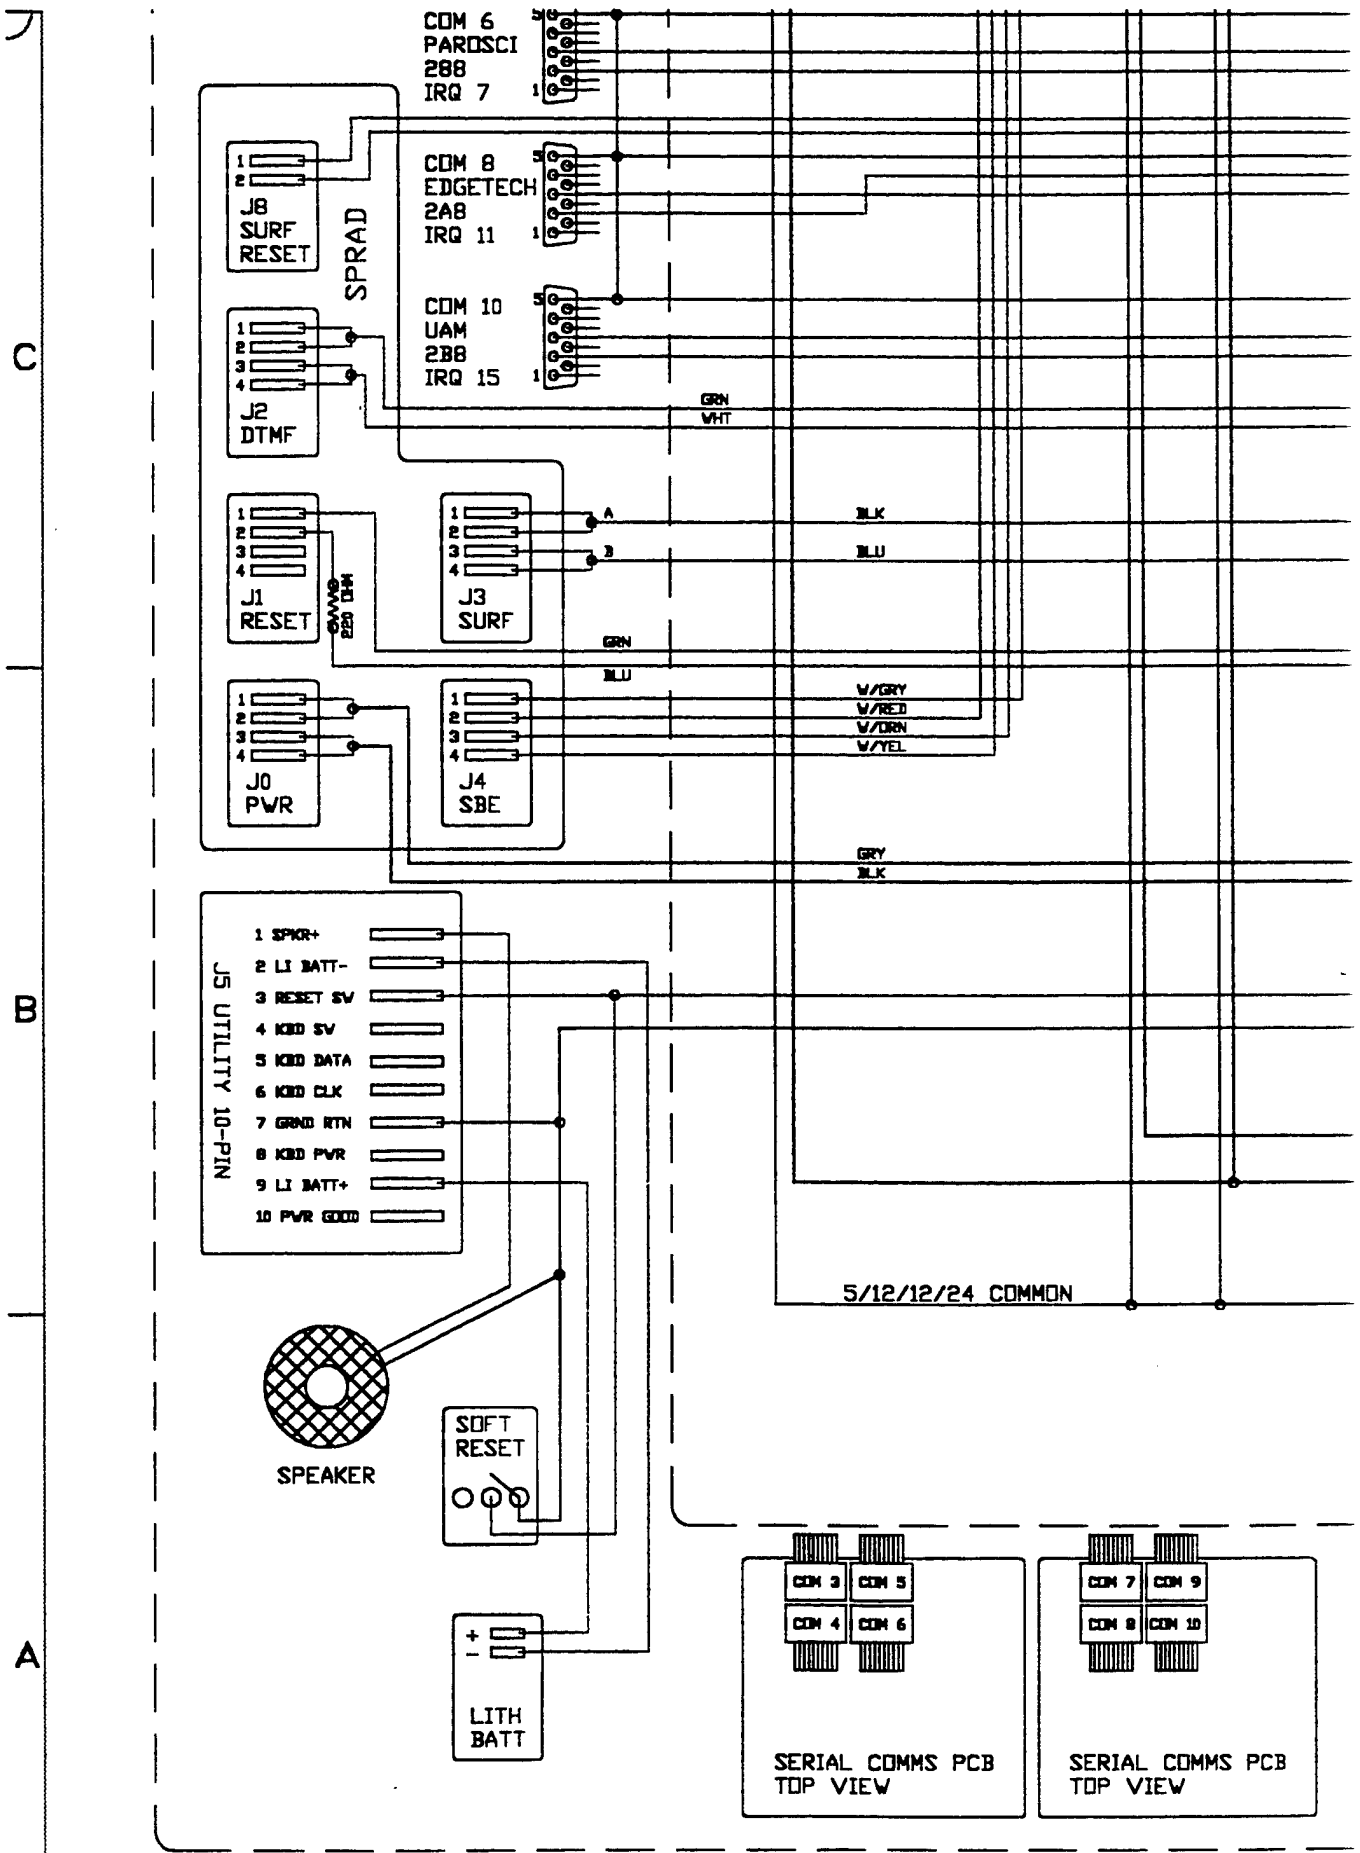 COM 6
PAROSCI
288
IRQ 7
5
1
COM 8
EDGETECH
2A8
IRQ 11
5
1
COM 10
UAM
2B8
IRQ 15
5
1
SPRAD
1
2
J8
SURF
RESET
1
2
3
4
J2
DTMF
GRN
WHT
C
1
2
3
4
J1
RESET
220 OHM
1
2
3
4
J3
SURF
A
B
BLK
BLU
GRN
BLU
1
2
3
4
J0
PWR
1
2
3
4
J4
SBE
W/GRY
W/RED
W/ORN
W/YEL
GRY
BLK
B
J5 UTILITY 10-PIN
1 SPKR+
2 LI BATT-
3 RESET SW
4 KBD SW
5 KBD DATA
6 KBD CLK
7 GRND RTN
8 KBD PWR
9 LI BATT+
10 PWR GOOD
5/12/12/24 COMMON
SPEAKER
SOFT
RESET
A
+
-
LITH
BATT
COM 3 COM 5
COM 4 COM 6
SERIAL COMMS PCB
TOP VIEW
COM 7 COM 9
COM 8 COM 10
SERIAL COMMS PCB
TOP VIEW